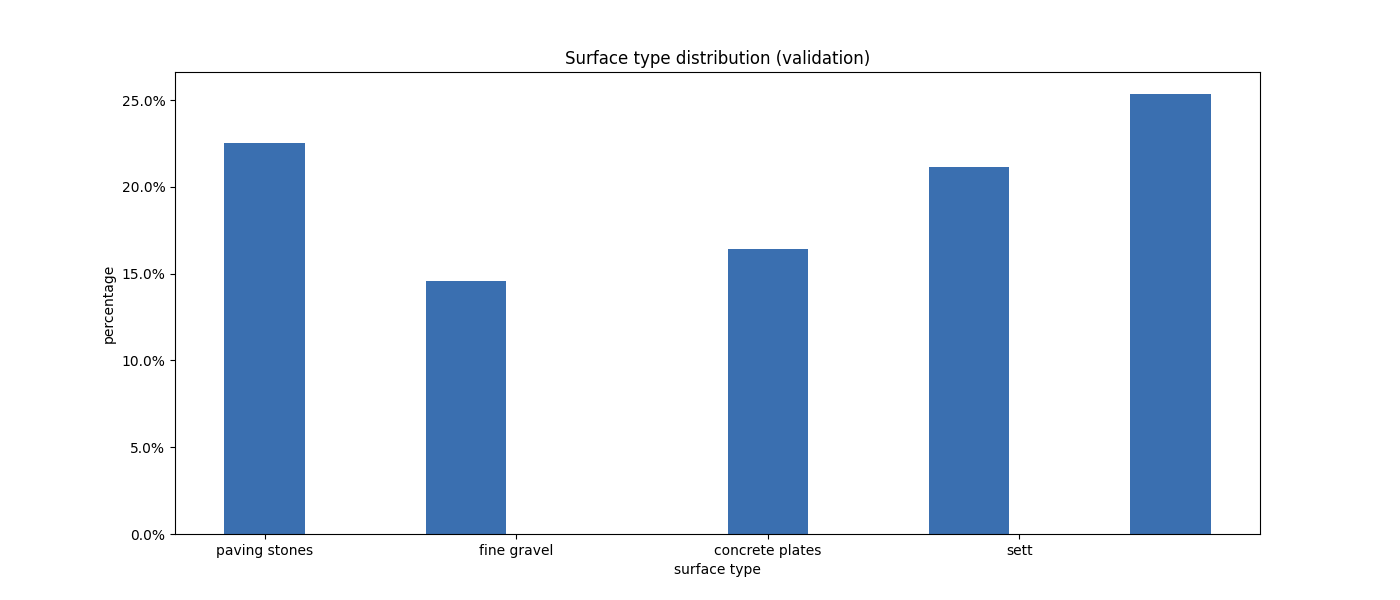 Surface type distribution (validation)
25.0%
20.0%
15.0%
10.0%
5.0%
0.0%
percentage
paving stones fine gravel concrete plates sett
surface type